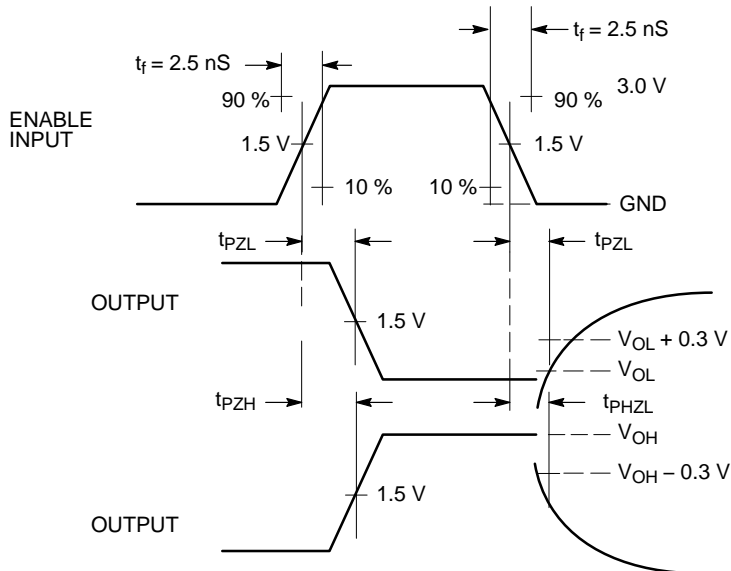 t_f = 2.5 nS
t_f = 2.5 nS
90 %
90 %
3.0 V
ENABLE
INPUT
1.5 V
1.5 V
10 %
10 %
GND
t_PZL
t_PZL
OUTPUT
1.5 V
V_OL + 0.3 V
V_OL
t_PZH
t_PHZL
V_OH
V_OH – 0.3 V
1.5 V
OUTPUT